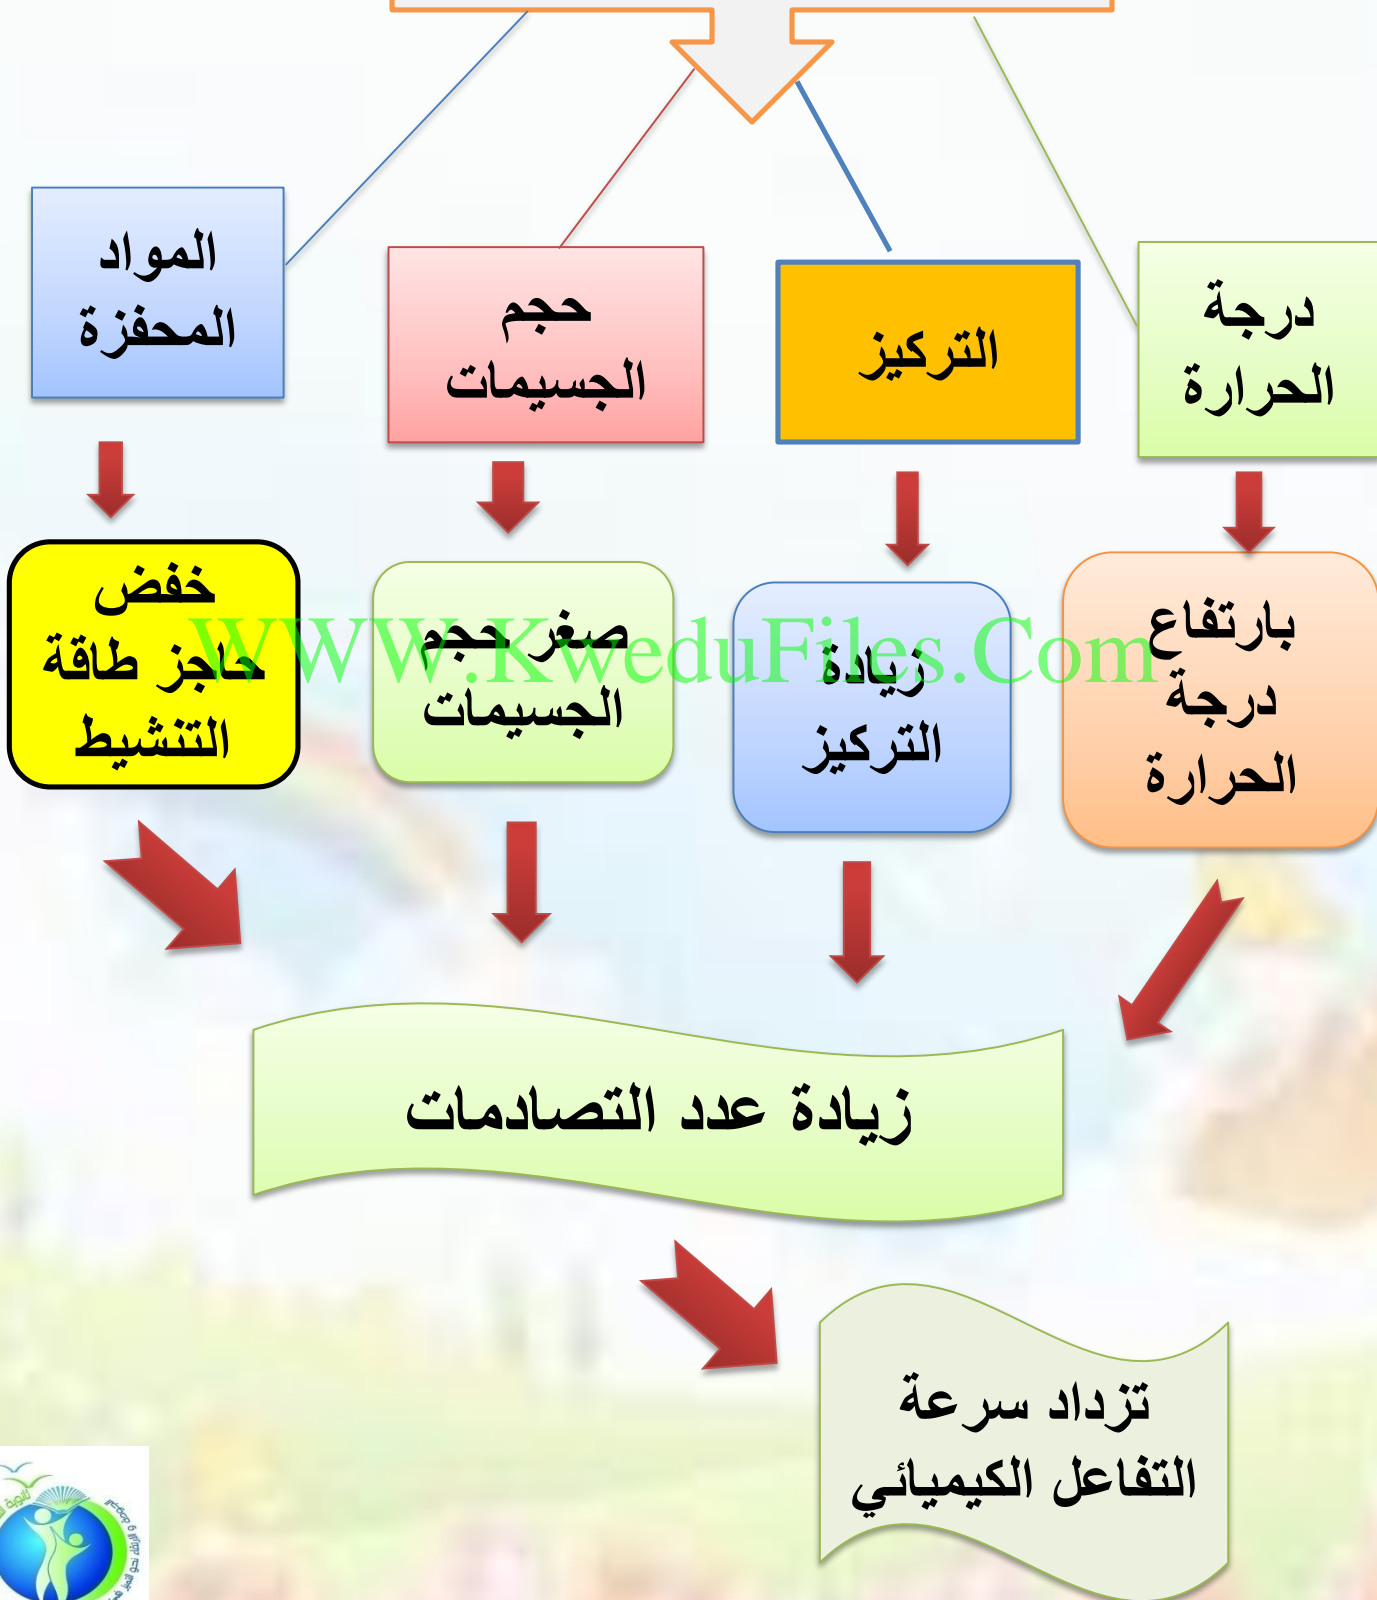 درجة
الحرارة
التركيز
حجم
الجسيمات
المواد
المحفزة
بارتفاع
درجة
الحرارة
زيادة
التركيز
صغر حجم
الجسيمات
خفض
حاجز طاقة
التنشيط
WWW.KweduFiles.Com
زيادة عدد التصادمات
تزداد سرعة
التفاعل الكيميائي